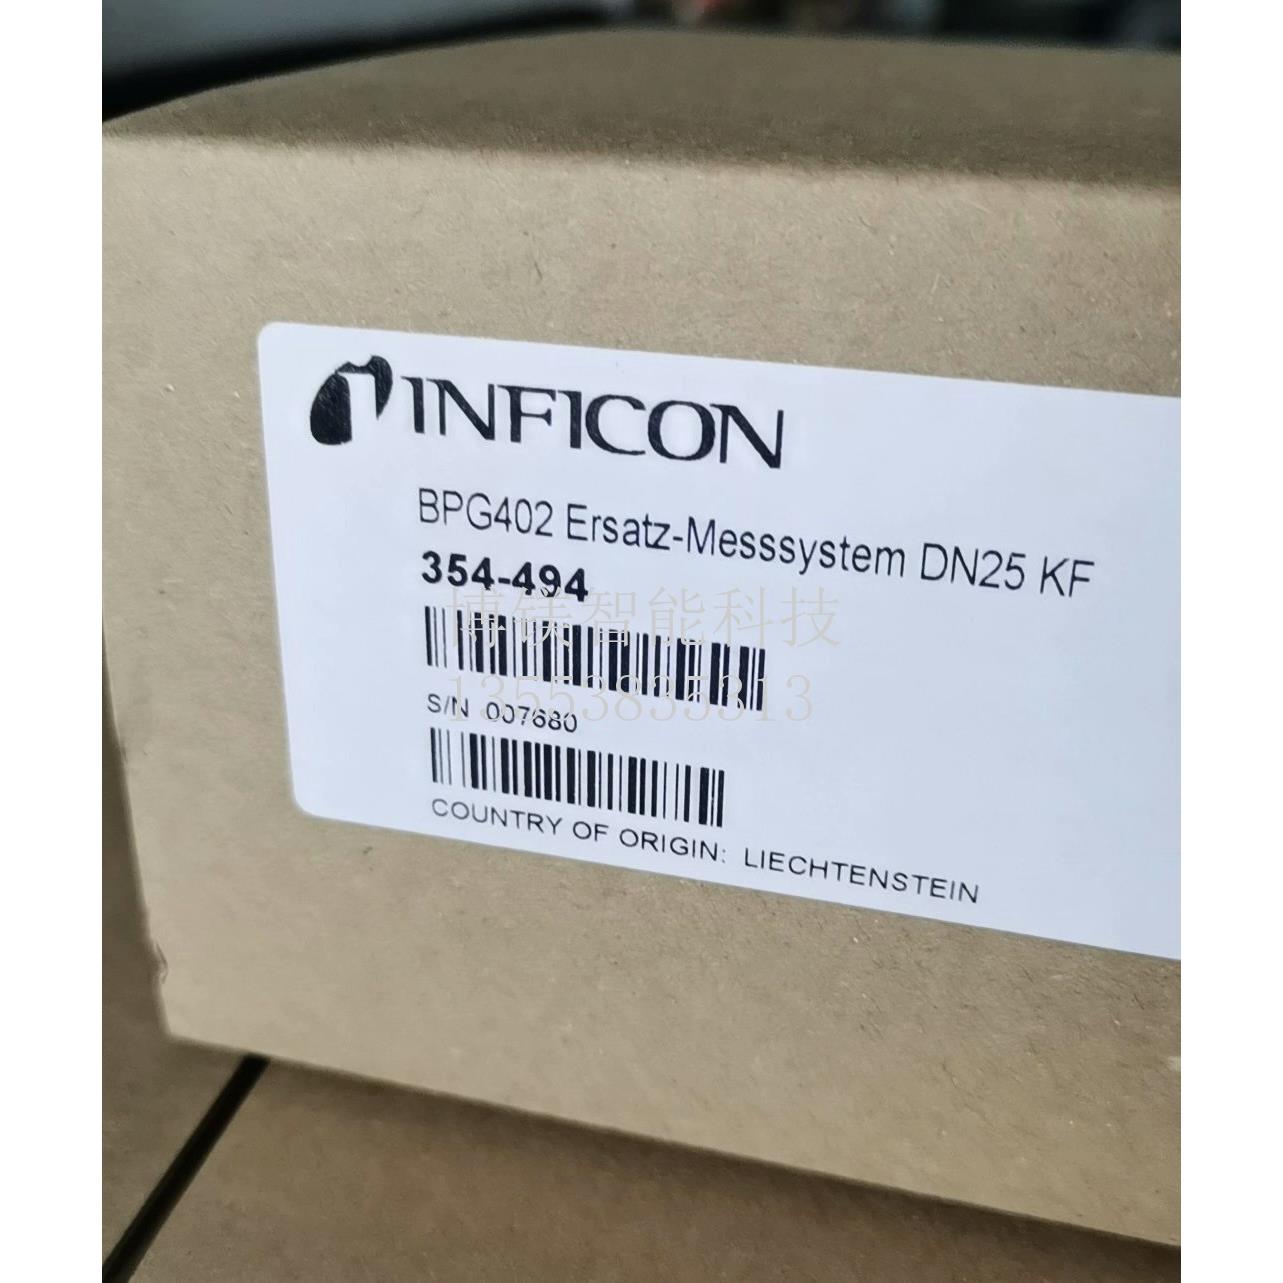 INFICON
BPG402 Ersatz-Messsystem DN25 KF
354-494
博镁智能科技
13553835313
S/N 007680
COUNTRY OF ORIGIN: LIECHTENSTEIN